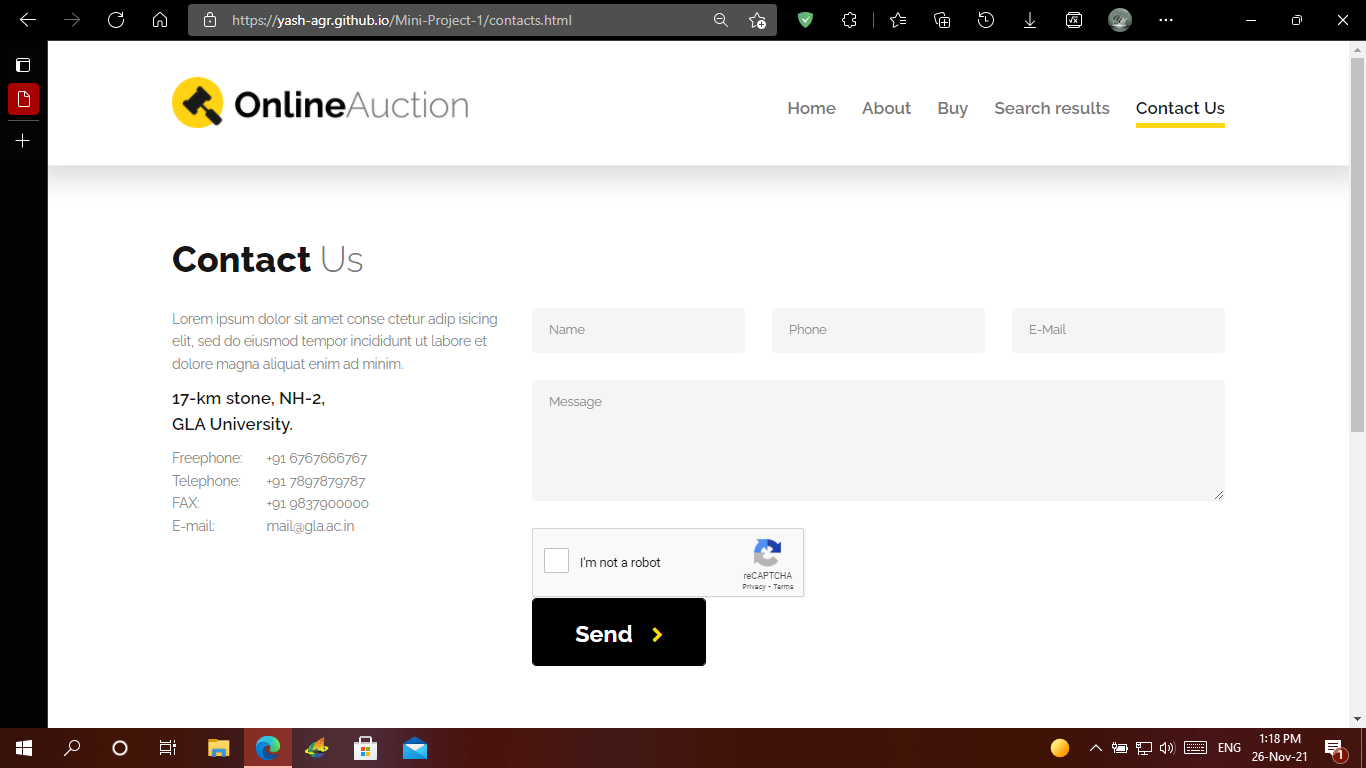 https://yash-agr.github.io/Mini-Project-1/contacts.html
OnlineAuction
Home About Buy Search results Contact Us
Contact Us
Lorem ipsum dolor sit amet conse ctetur adip isicing
elit, sed do eiusmod tempor incididunt ut labore et
dolore magna aliquat enim ad minim.
17-km stone, NH-2,
GLA University.
Freephone: +91 6767666767
Telephone: +91 7897879787
FAX: +91 9837900000
E-mail: mail@gla.ac.in
Name Phone E-Mail
Message
I'm not a robot
reCAPTCHA
Privacy - Terms
Send
ENG
1:18 PM
26-Nov-21
1